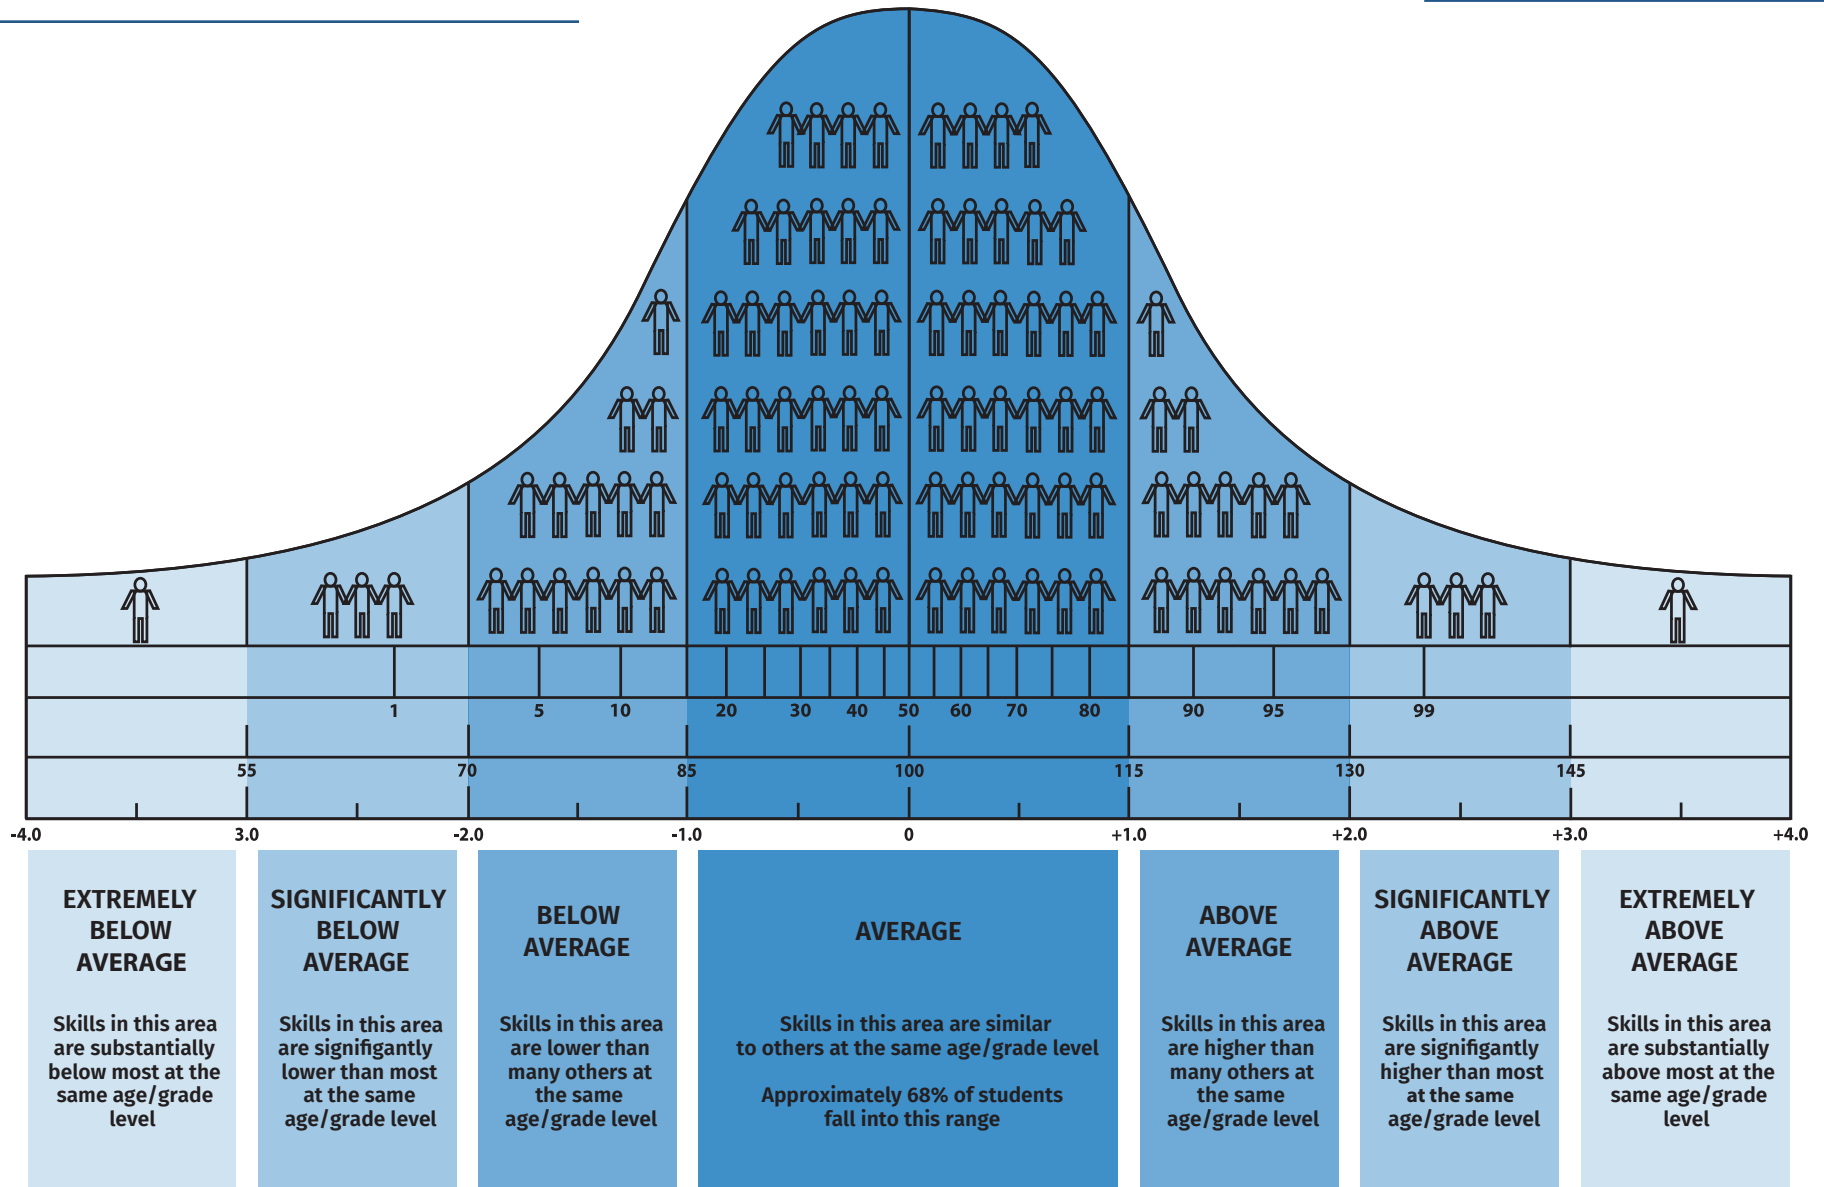 1 5 10 20 30 40 50 60 70 80 90 95 99
55 70 85 100 115 130 145
-4.0 3.0 -2.0 -1.0 0 +1.0 +2.0 +3.0 +4.0
EXTREMELY
BELOW
AVERAGE
Skills in this area
are substantially
below most at the
same age/grade
level
SIGNIFICANTLY
BELOW
AVERAGE
Skills in this area
are signifigantly
lower than most
at the same
age/grade level
BELOW
AVERAGE
Skills in this area
are lower than
many others at
the same
age/grade level
AVERAGE
Skills in this area are similar
to others at the same age/grade level
Approximately 68% of students
fall into this range
ABOVE
AVERAGE
Skills in this area
are higher than
many others at
the same
age/grade level
SIGNIFICANTLY
ABOVE
AVERAGE
Skills in this area
are signifigantly
higher than most
at the same
age/grade level
EXTREMELY
ABOVE
AVERAGE
Skills in this area
are substantially
above most at the
same age/grade
level